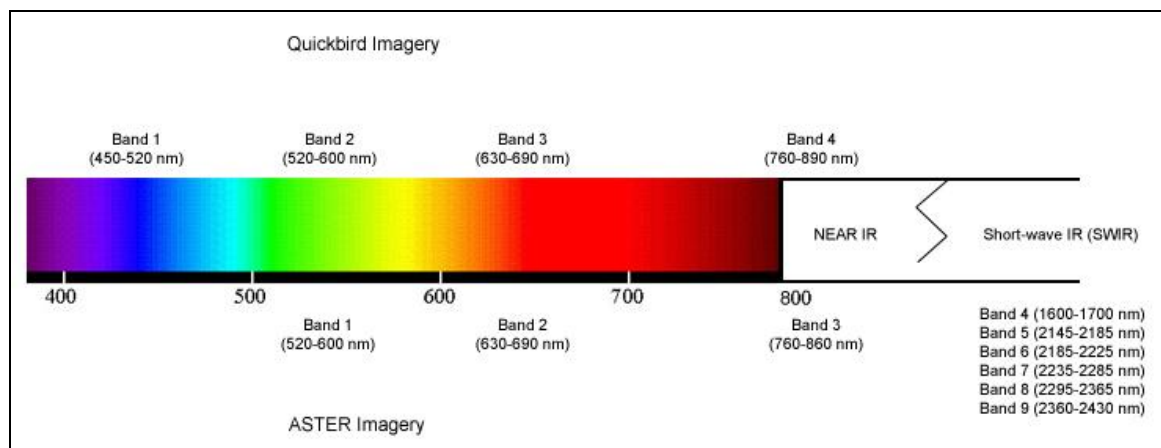 Quickbird Imagery
Band 1
(450-520 nm)
Band 2
(520-600 nm)
Band 3
(630-690 nm)
Band 4
(760-890 nm)
NEAR IR
Short-wave IR (SWIR)
400
500
600
700
800
Band 1
(520-600 nm)
Band 2
(630-690 nm)
Band 3
(760-860 nm)
Band 4 (1600-1700 nm)
Band 5 (2145-2185 nm)
Band 6 (2185-2225 nm)
Band 7 (2235-2285 nm)
Band 8 (2295-2365 nm)
Band 9 (2360-2430 nm)
ASTER Imagery